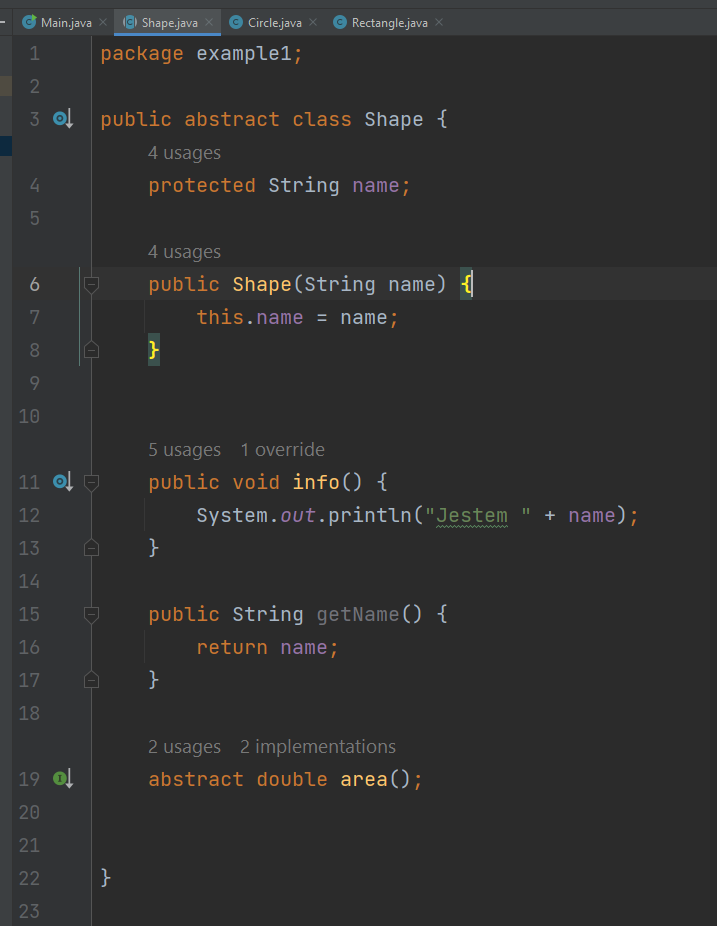 Main.java Shape.java Circle.java Rectangle.java
1 package example1;
2
3 public abstract class Shape {
4 usages
4 protected String name;
5
4 usages
6 public Shape(String name) {
7 this.name = name;
8 }
9
10
5 usages 1 override
11 public void info() {
12 System.out.println("Jestem " + name);
13 }
14
15 public String getName() {
16 return name;
17 }
18
2 usages 2 implementations
19 abstract double area();
20
21
22 }
23